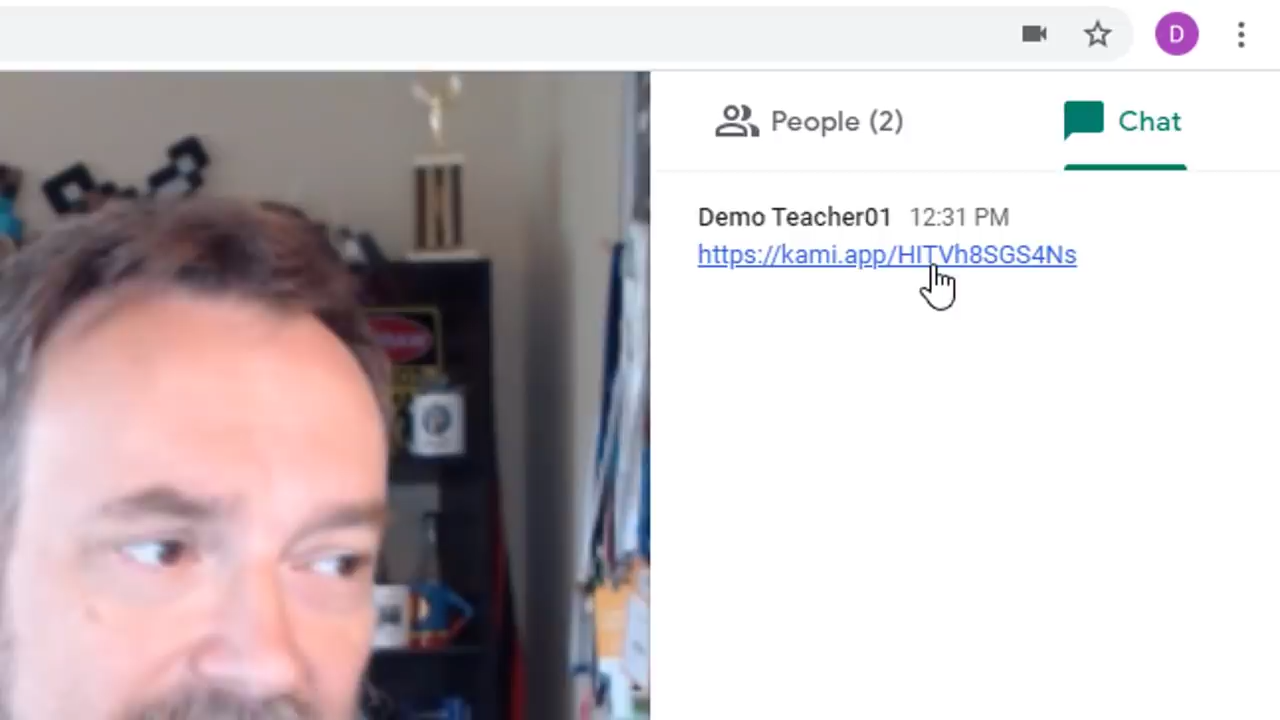 D
People (2)
Chat
Demo Teacher01 12:31 PM
https://kami.app/HITVh8SGS4Ns